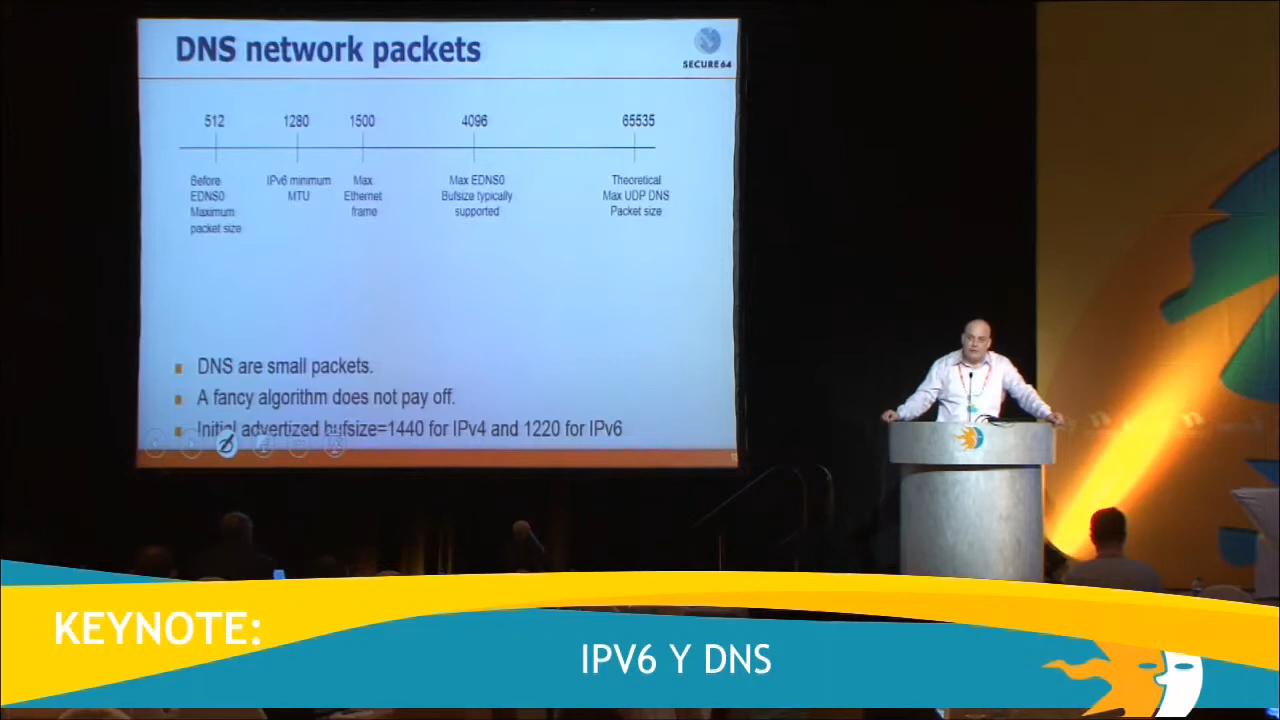 DNS network packets
SECURE64
512 1280 1500 4096 65535
Before IPv6 minimum Max Max EDNS0 Theoretical
EDNS0 MTU Ethernet Bufsize typically Max UDP DNS
Maximum frame supported Packet size
packet size
DNS are small packets.
A fancy algorithm does not pay off.
Initial advertized bufsize=1440 for IPv4 and 1220 for IPv6
KEYNOTE:
IPV6 Y DNS